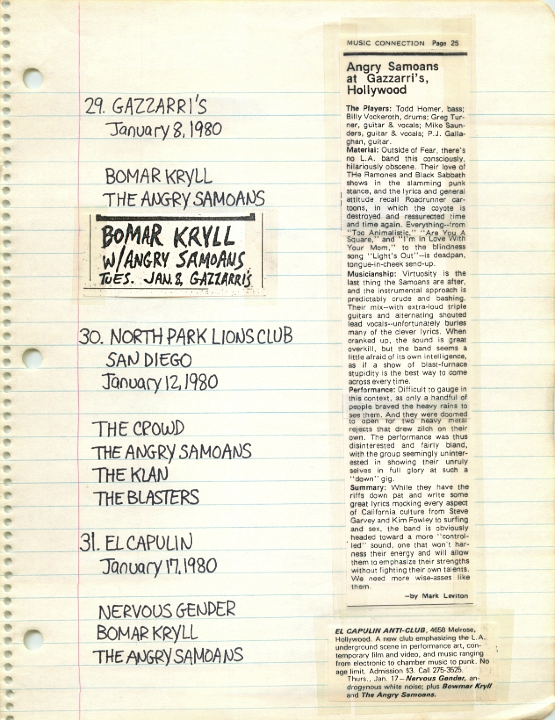 29. GAZZARRI'S
January 8, 1980
BOMAR KRYLL
THE ANGRY SAMOANS
BOMAR KRYLL
W/ANGRY SAMOANS
TUES. JAN. 8, GAZZARRI'S
30. NORTH PARK LIONS CLUB
SAN DIEGO
January 12, 1980
THE CROWD
THE ANGRY SAMOANS
THE KLAN
THE BLASTERS
31. EL CAPULIN
January 17, 1980
NERVOUS GENDER
BOMAR KRYLL
THE ANGRY SAMOANS
MUSIC CONNECTION Page 25
Angry Samoans
at Gazzarri's,
Hollywood
The Players: Todd Homer, bass;
Billy Vockeroth, drums; Greg Tur-
ner, guitar & vocals; Mike Saun-
ders, guitar & vocals; P.J. Galla-
ghan, guitar.
Material: Outside of Fear, there's
no L.A. band this consciously,
hilariously obscene. Their love of
THe Ramones and Black Sabbath
shows in the slamming punk
stance, and the lyrics and general
attitude recall Roadrunner car-
toons, in which the coyote is
destroyed and ressurected time
and time again. Everything—from
"Too Animalistic," "Are You A
Square," and "I'm In Love With
Your Mom," to the blindness
song "Lights Out"—is deadpan,
tongue-in-cheek send-up.
Musicianship: Virtuosity is the
last thing the Samoans are after,
and the instrumental approach is
predictably crude and bashing.
Their mix—with extra-loud triple
guitars and alternating shouted
lead vocals--unfortunately buries
many of the clever lyrics. When
cranked up, the sound is great
overkill, but the band seems a
little afraid of its own intelligence,
as if a show of blast-furnace
stupidity is the best way to come
across every time.
Performance: Difficult to gauge in
this context, as only a handful of
people braved the heavy rains to
see them. And they were doomed
to open for two heavy metal
rejects that drew zilch on their
own. The performance was thus
disinterested and fairly bland,
with the group seemingly uninter-
ested in showing their unruly
selves in full glory at such a
"down" gig.
Summary: While they have the
riffs down pat and write some
great lyrics mocking every aspect
of California culture from Steve
Garvey and Kim Fowley to surfing
and sex, the band is obviously
headed toward a more "control-
led" sound, one that won't har-
ness their energy and will allow
them to emphasize their strengths
without fighting their own talents.
We need more wise-asses like
them.
—by Mark Leviton
EL CAPULIN ANTI-CLUB, 4658 Melrose,
Hollywood. A new club emphasizing the L.A.
underground scene in performance art, con-
temporary film and video, and music ranging
from electronic to chamber music to punk. No
age limit. Admission $3. Call 275-3525.
Thurs., Jan. 17—Nervous Gender, an-
drogynous white noise; plus Bowmar Kryll
and The Angry Samoans.